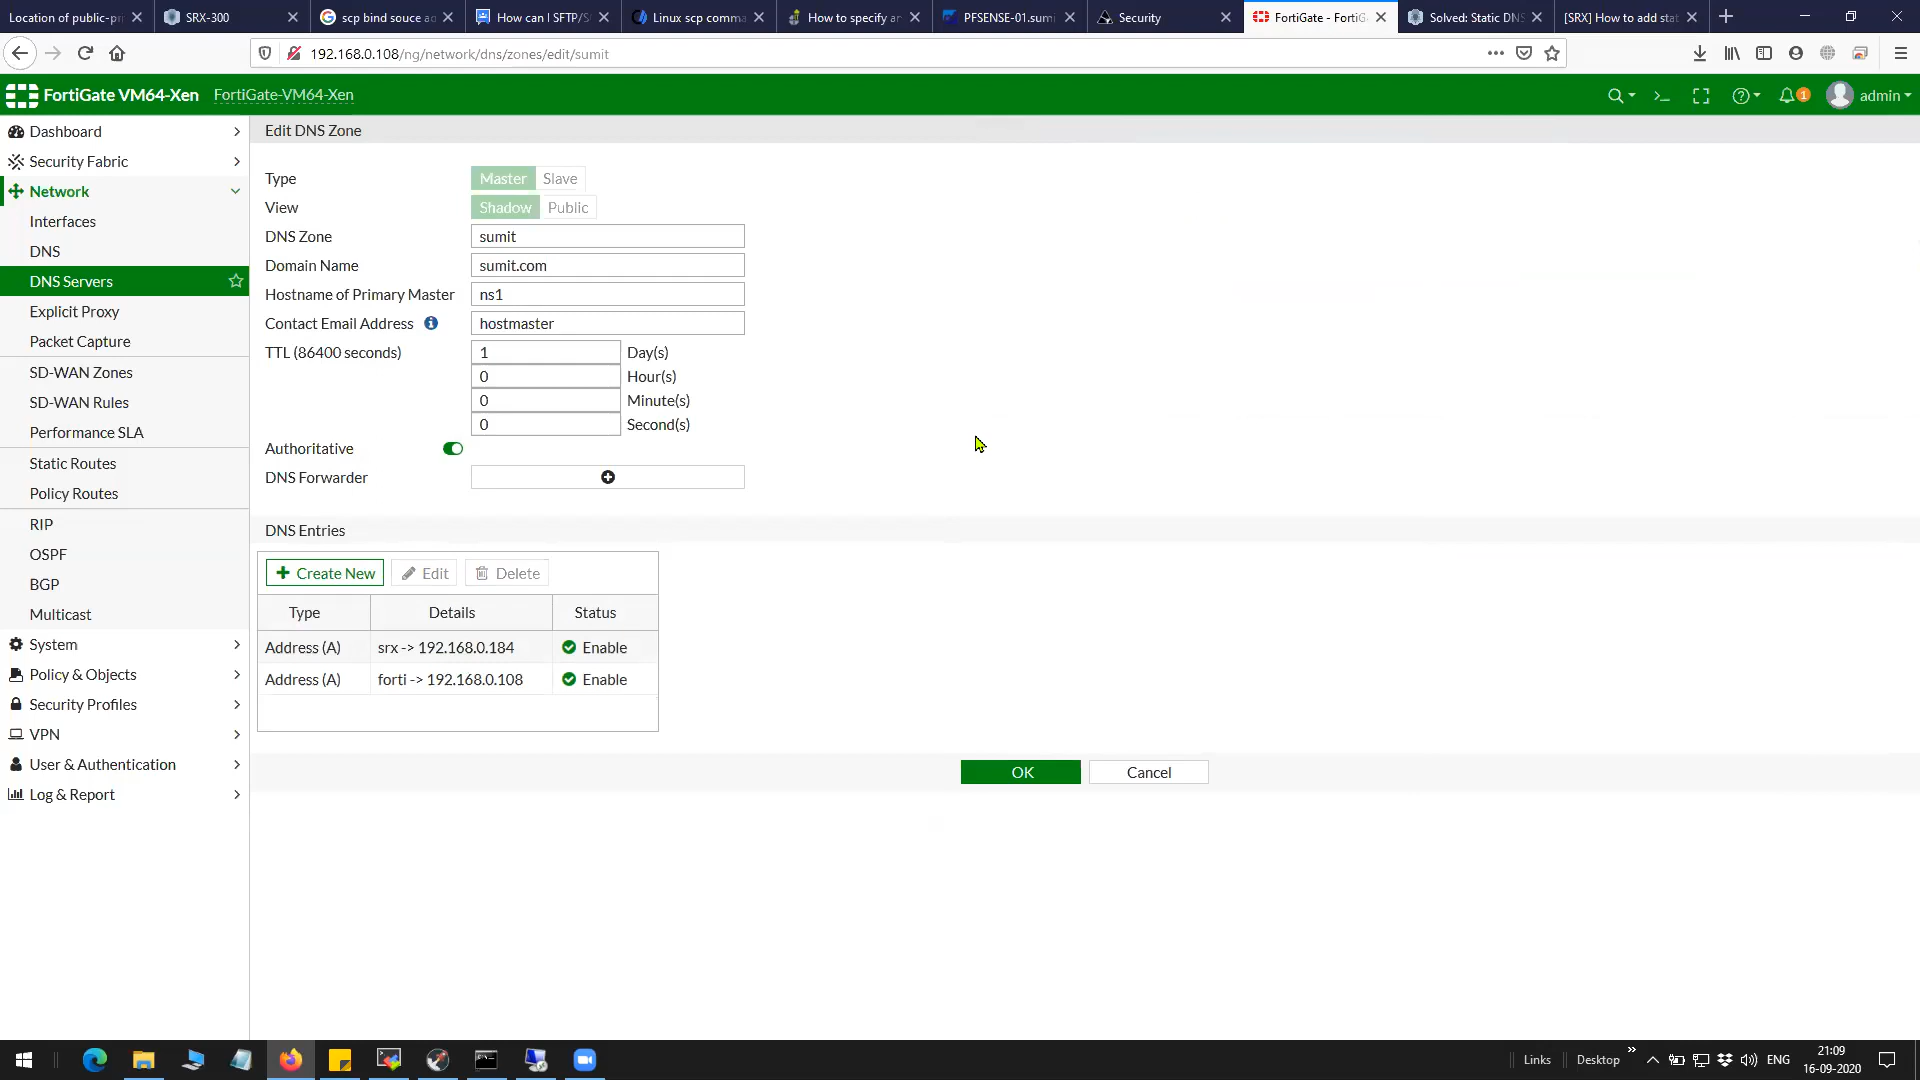 Location of public-pr
SRX-300
scp bind souce ad
How can I SFTP/S
Linux scp comma
How to specify ar
PFSENSE-01.sumi
Security
FortiGate - FortiG
Solved: Static DNS
[SRX] How to add stat
192.168.0.108/ng/network/dns/zones/edit/sumit
FortiGate VM64-Xen
FortiGate-VM64-Xen
1
admin
Dashboard
Security Fabric
Network
Interfaces
DNS
DNS Servers
Explicit Proxy
Packet Capture
SD-WAN Zones
SD-WAN Rules
Performance SLA
Static Routes
Policy Routes
RIP
OSPF
BGP
Multicast
System
Policy & Objects
Security Profiles
VPN
User & Authentication
Log & Report
Edit DNS Zone
Type Master Slave
View Shadow Public
DNS Zone sumit
Domain Name sumit.com
Hostname of Primary Master ns1
Contact Email Address hostmaster
TTL (86400 seconds) 1 Day(s)
0 Hour(s)
0 Minute(s)
0 Second(s)
Authoritative
DNS Forwarder
DNS Entries
Create New Edit Delete
Type Details Status
Address (A) srx -> 192.168.0.184 Enable
Address (A) forti -> 192.168.0.108 Enable
OK Cancel
Links Desktop ENG
21:09
16-09-2020